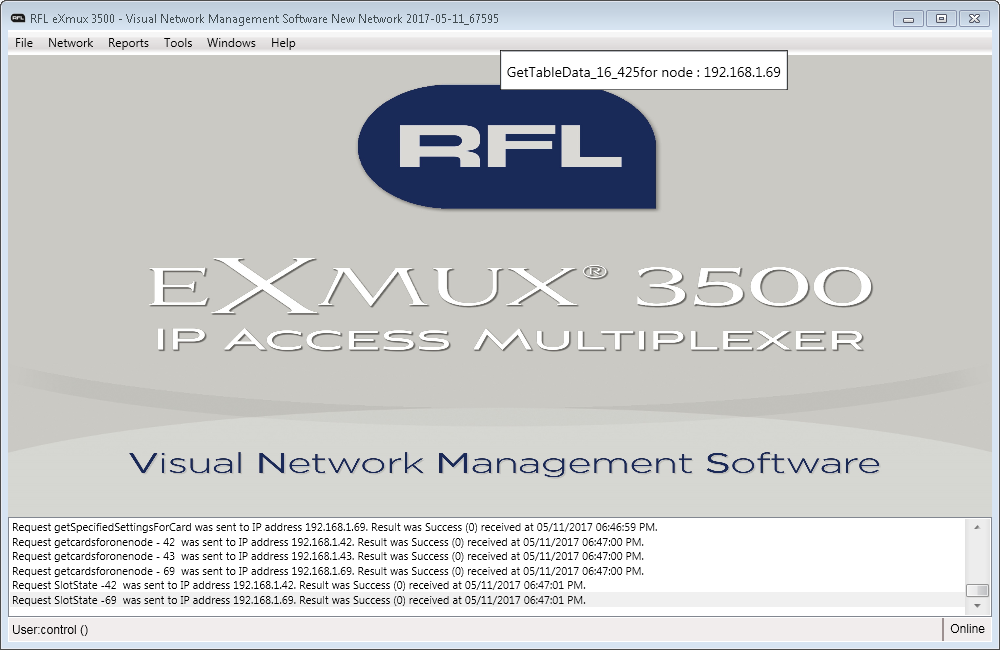 RFL eXmux 3500 - Visual Network Management Software New Network 2017-05-11_67595
File Network Reports Tools Windows Help
GetTableData_16_425for node : 192.168.1.69
RFL
eXmux® 3500
IP Access Multiplexer
Visual Network Management Software
Request getSpecifiedSettingsForCard was sent to IP address 192.168.1.69. Result was Success (0) received at 05/11/2017 06:46:59 PM.
Request getcardsforonenode - 42 was sent to IP address 192.168.1.42. Result was Success (0) received at 05/11/2017 06:47:00 PM.
Request getcardsforonenode - 43 was sent to IP address 192.168.1.43. Result was Success (0) received at 05/11/2017 06:47:00 PM.
Request getcardsforonenode - 69 was sent to IP address 192.168.1.69. Result was Success (0) received at 05/11/2017 06:47:00 PM.
Request SlotState -42 was sent to IP address 192.168.1.42. Result was Success (0) received at 05/11/2017 06:47:01 PM.
Request SlotState -69 was sent to IP address 192.168.1.69. Result was Success (0) received at 05/11/2017 06:47:01 PM.
User:control () Online